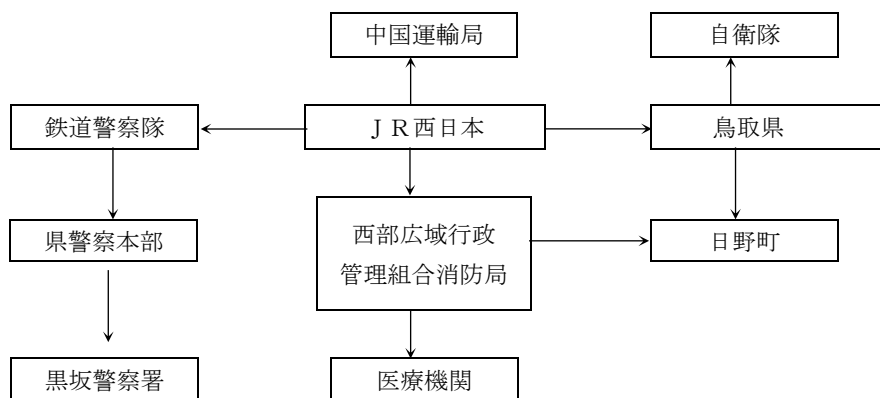 中国運輸局
自衛隊
鉄道警察隊
ＪＲ西日本
鳥取県
県警察本部
西部広域行政
管理組合消防局
日野町
黒坂警察署
医療機関